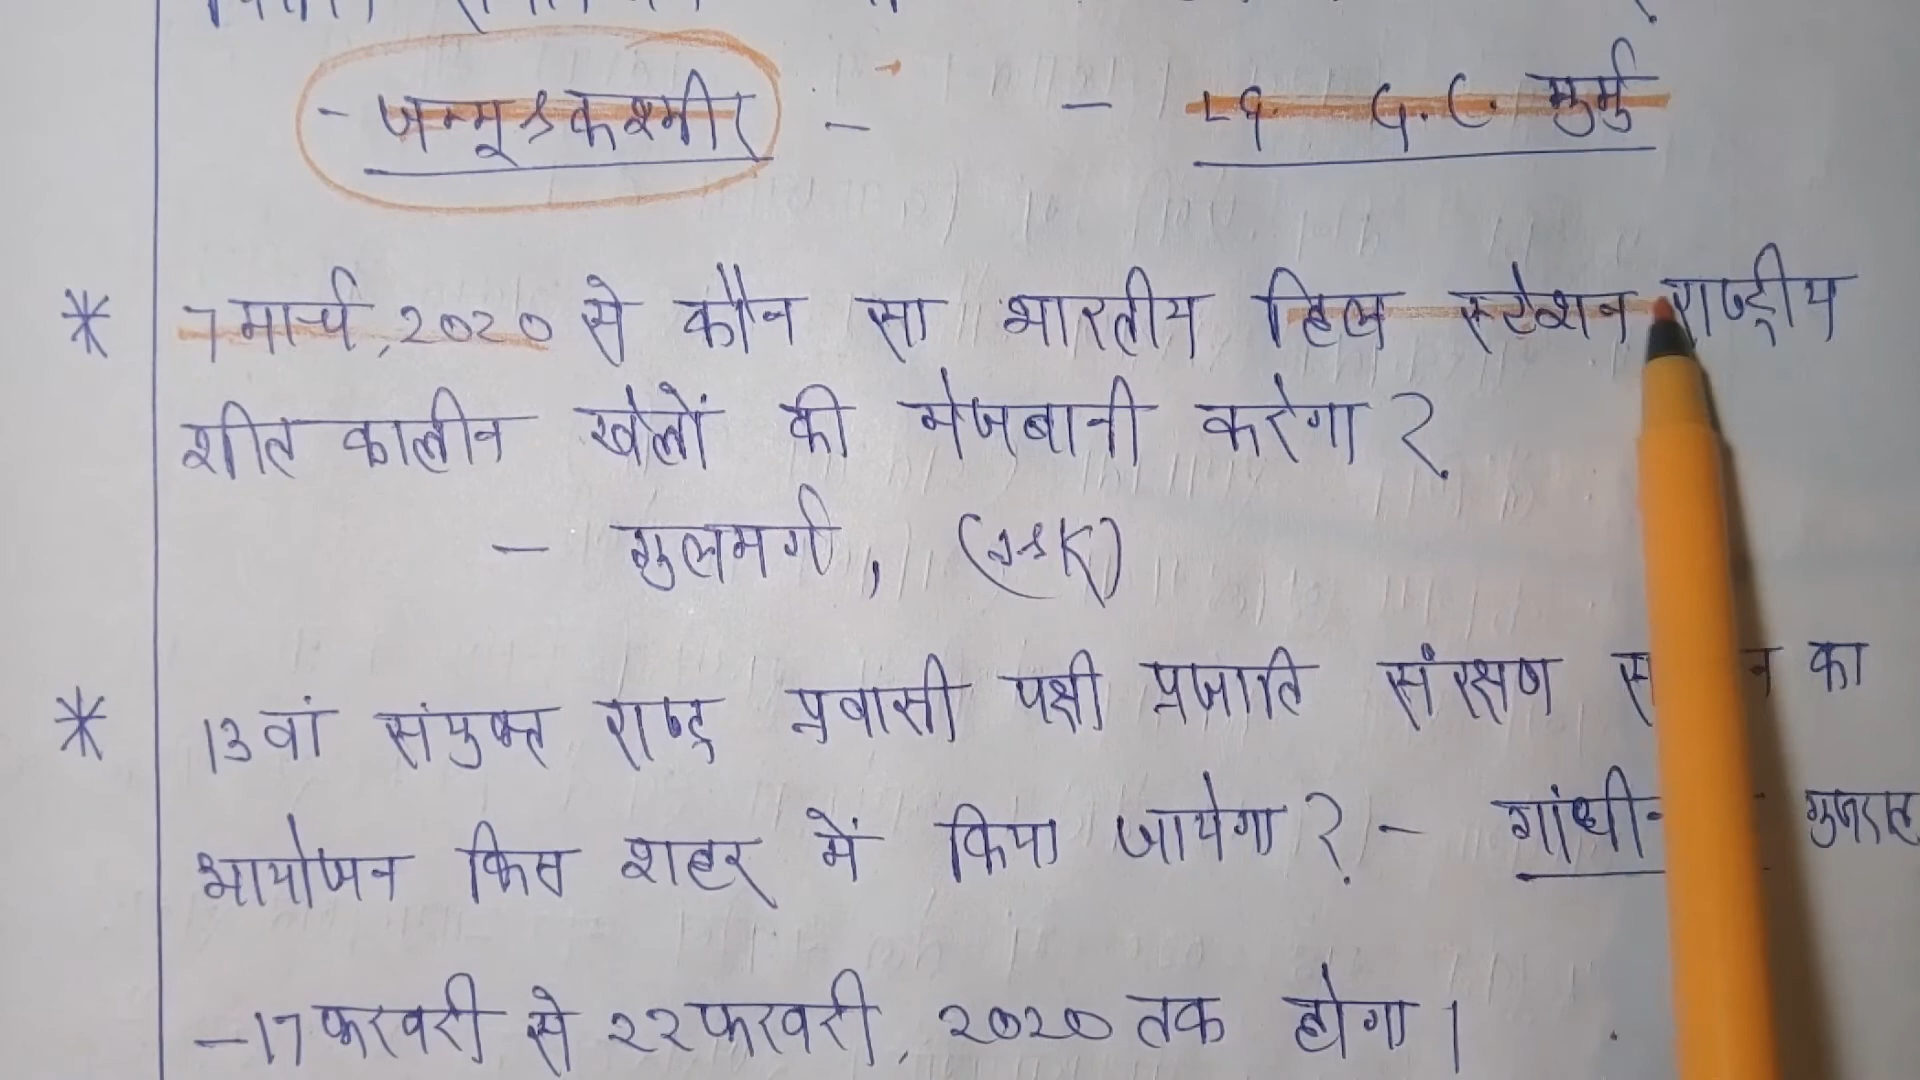 - जम्मू & कश्मीर - - LG. G.C. मुर्मु
* 7 मार्च, 2020 से कौन सा भारतीय हिल स्टेशन राष्ट्रीय
शीत कालीन खेलों की मेजबानी करेगा?
- गुलमर्ग, (J&K)
* 13वां संयुक्त राष्ट्र प्रवासी पक्षी प्रजाति संरक्षण का
आयोजन किस शहर में किया जायेगा? - गांधी गुजरात
- 17 फरवरी से 22 फरवरी, 2020 तक होगा।